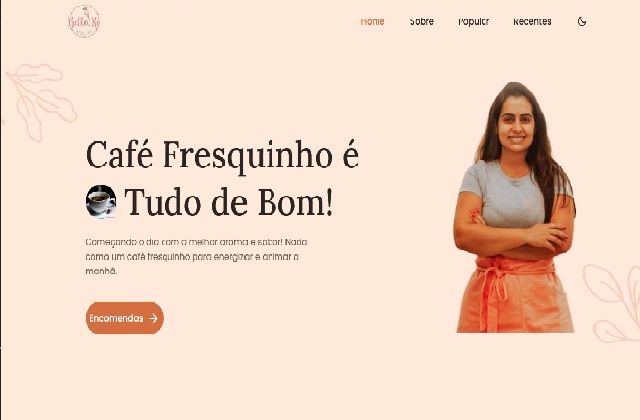 Bella Ro
Home Sobre Popular Recentes
Café Fresquinho é
Tudo de Bom!
Começando o dia com o melhor aroma e sabor! Nada
como um café fresquinho para energizar e animar a
manhã.
Encomendas